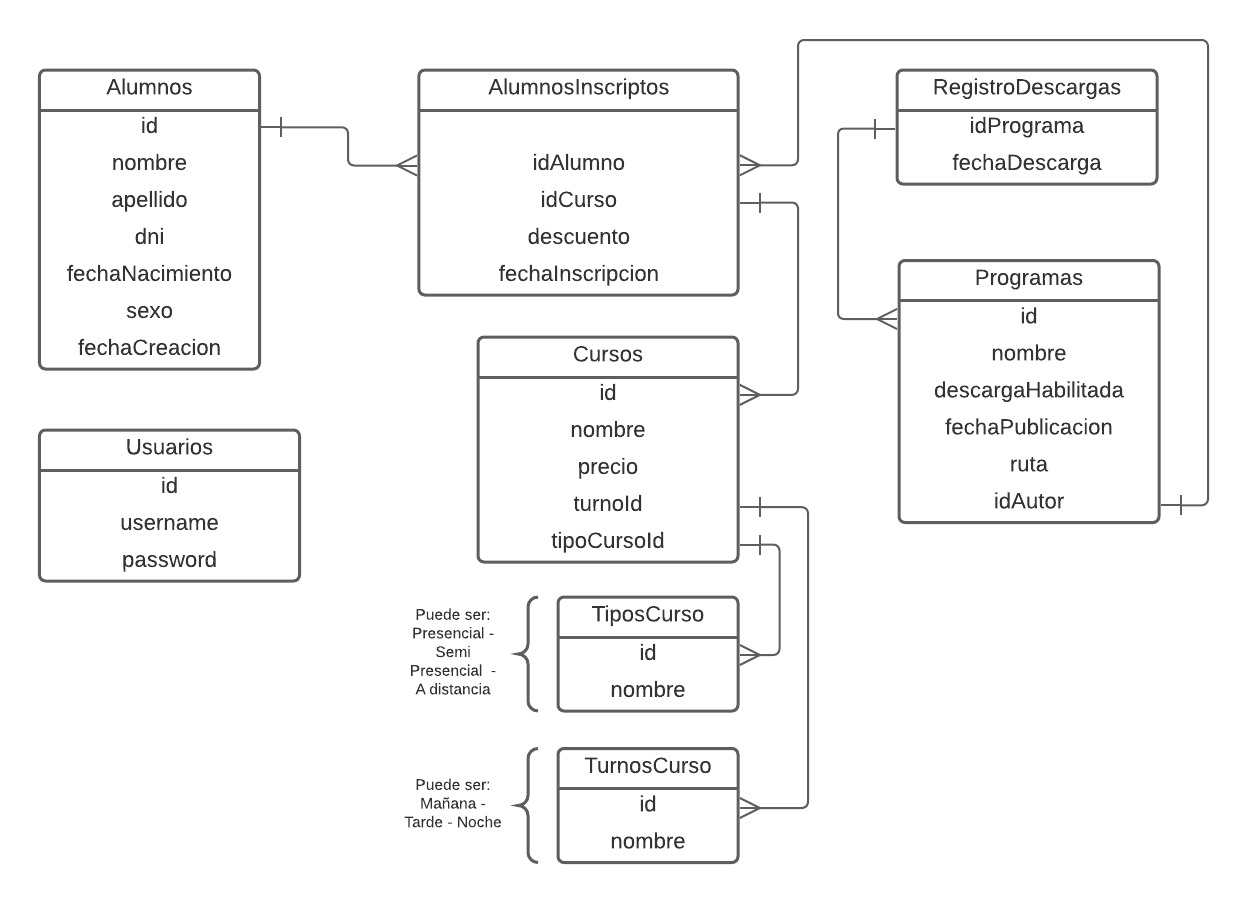 Alumnos
id
nombre
apellido
dni
fechaNacimiento
sexo
fechaCreacion
AlumnosInscriptos
idAlumno
idCurso
descuento
fechaInscripcion
RegistroDescargas
idPrograma
fechaDescarga
Programas
id
nombre
descargaHabilitada
fechaPublicacion
ruta
idAutor
Cursos
id
nombre
precio
turnoId
tipoCursoId
Usuarios
id
username
password
Puede ser:
Presencial -
Semi
Presencial -
A distancia
TiposCurso
id
nombre
Puede ser:
Mañana -
Tarde - Noche
TurnosCurso
id
nombre